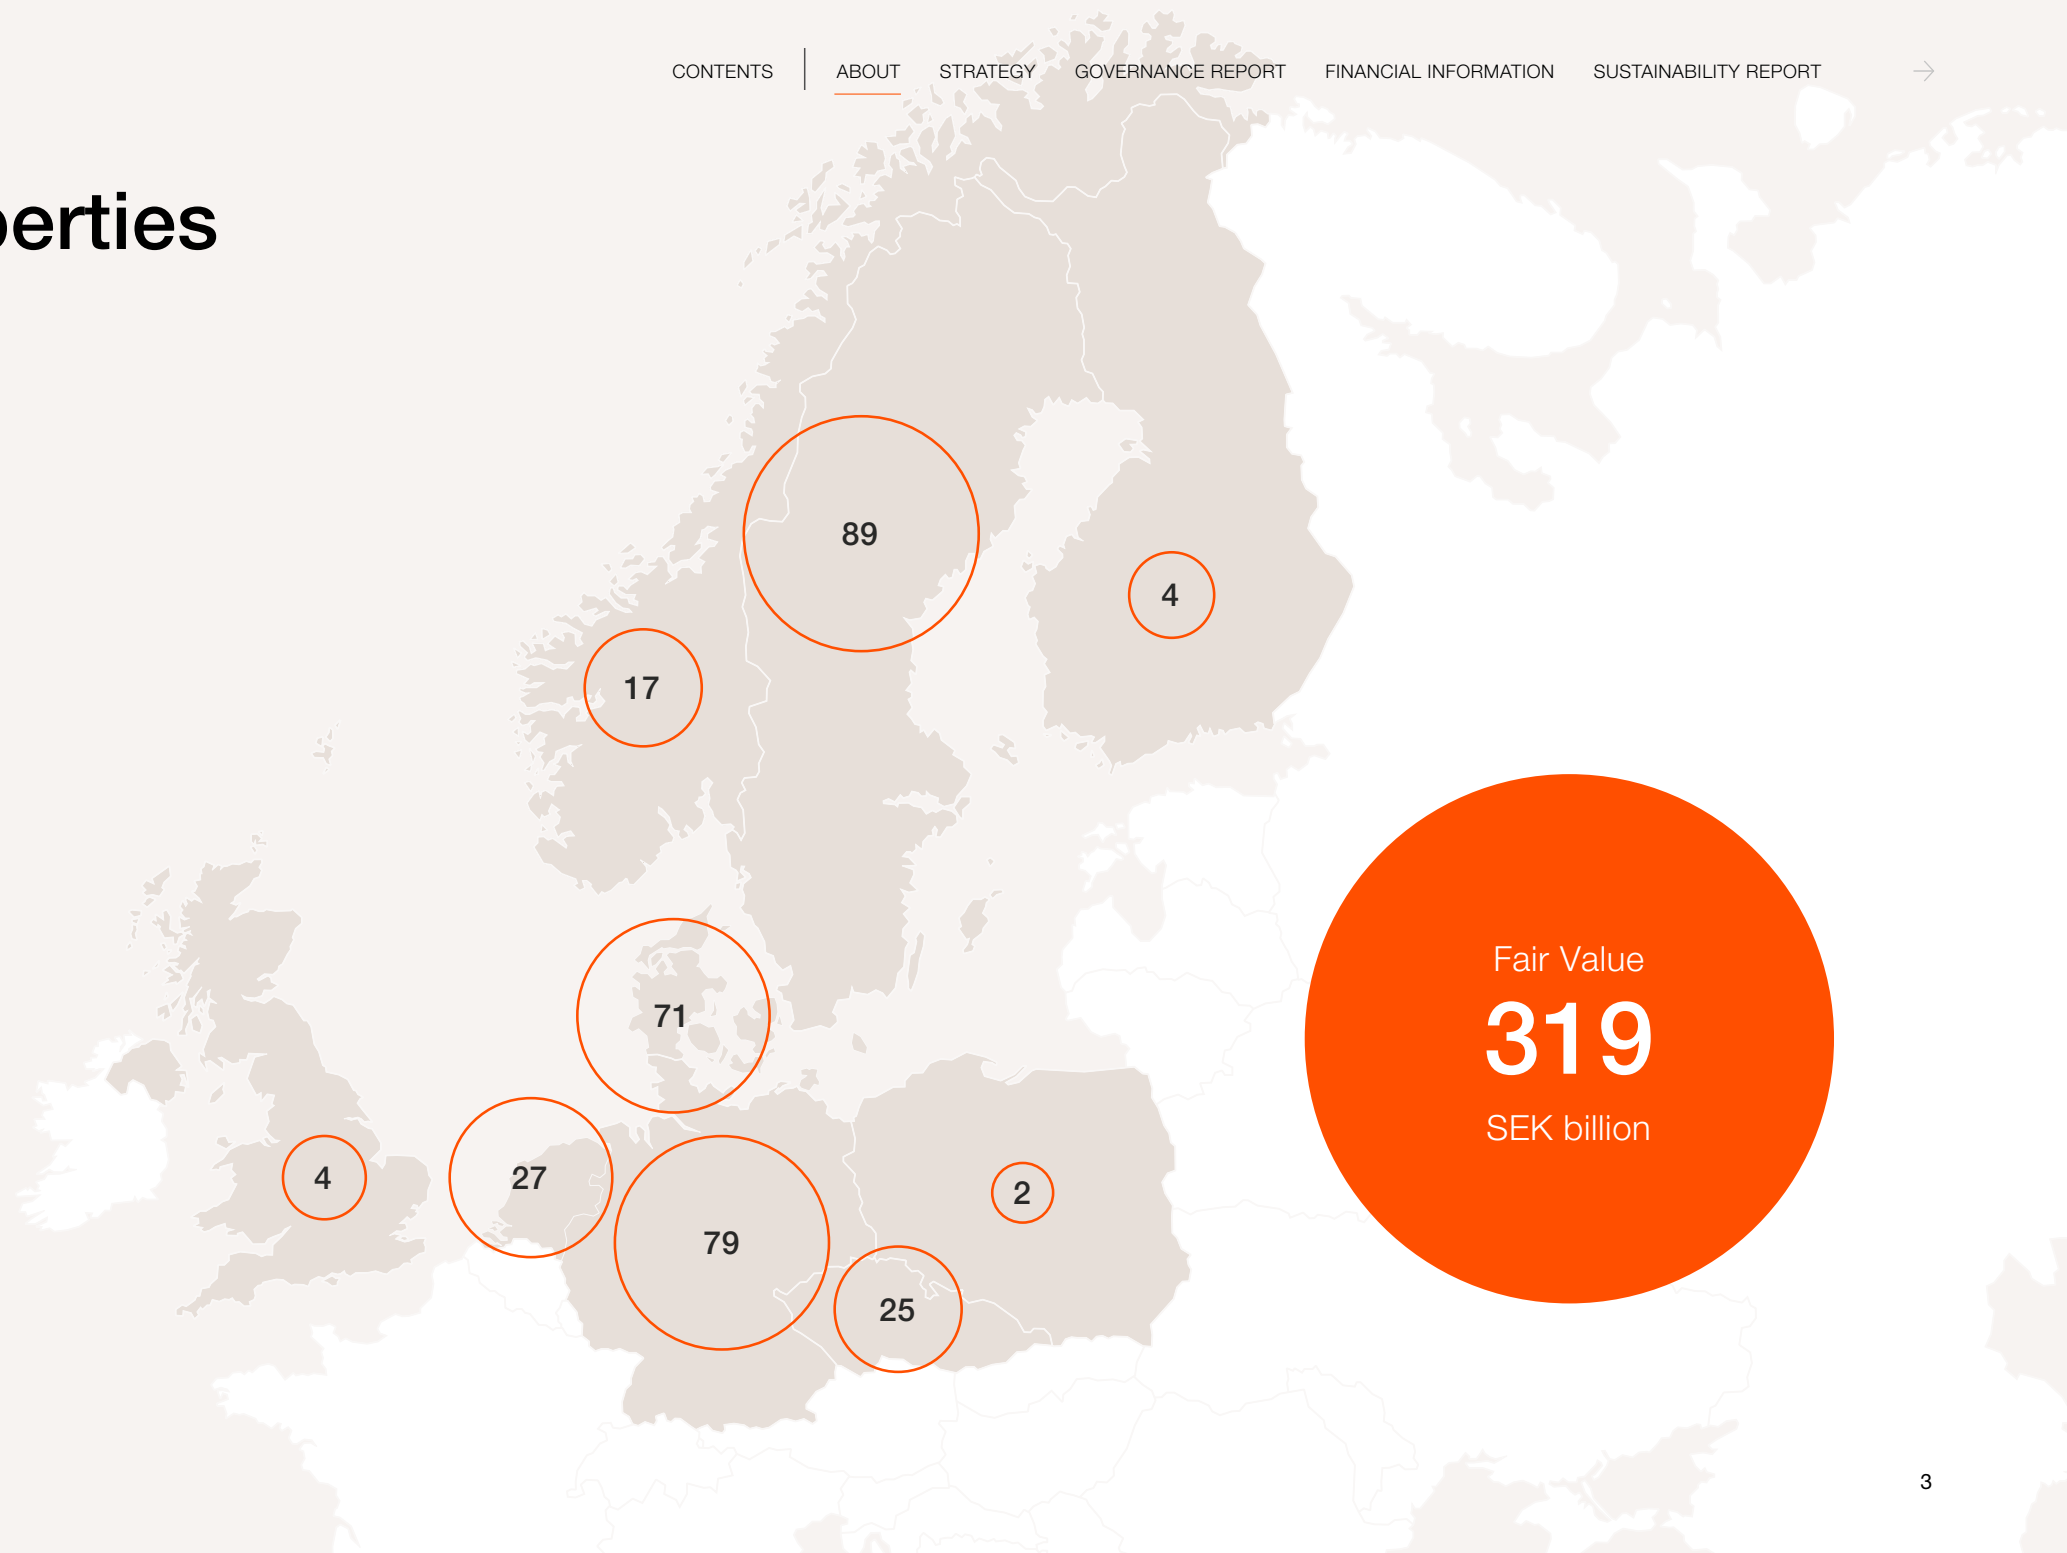 CONTENTS ABOUT STRATEGY GOVERNANCE REPORT FINANCIAL INFORMATION SUSTAINABILITY REPORT →
perties
89
4
17
71
4
27
79
2
25
Fair Value
319
SEK billion
3